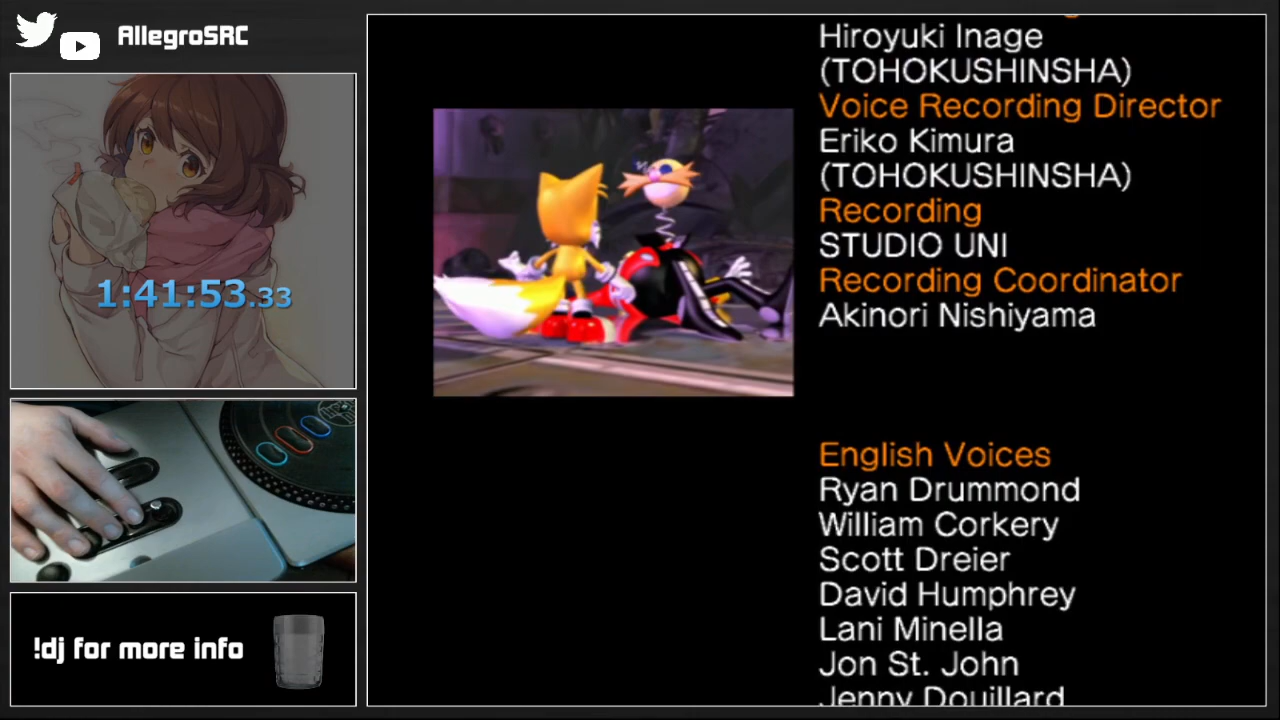 AllegroSRC
1:41:53.33
!dj for more info
Hiroyuki Inage
(TOHOKUSHINSHA)
Voice Recording Director
Eriko Kimura
(TOHOKUSHINSHA)
Recording
STUDIO UNI
Recording Coordinator
Akinori Nishiyama
English Voices
Ryan Drummond
William Corkery
Scott Dreier
David Humphrey
Lani Minella
Jon St. John
Jenny Douillard